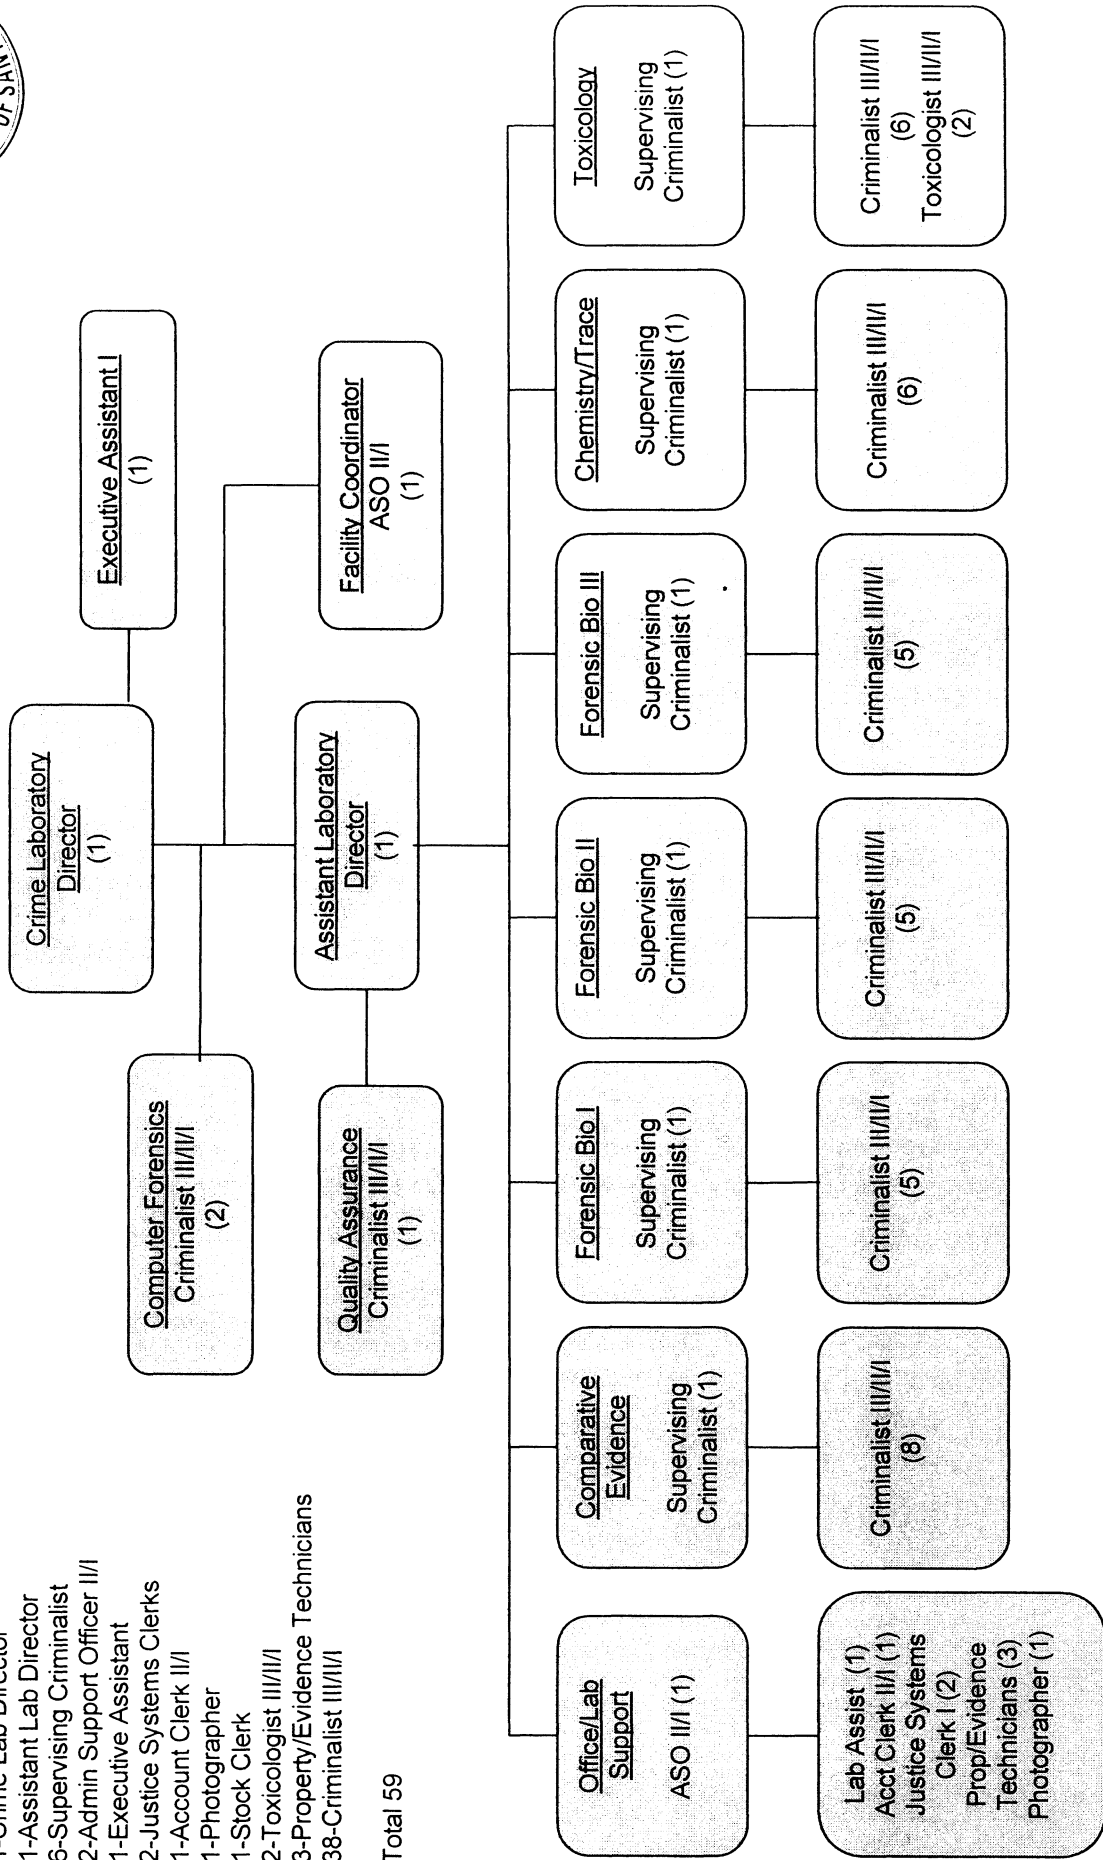 OF SAN
Crime Laboratory
Director
(1)
Executive Assistant I
(1)
Computer Forensics
Criminalist III/II/I
(2)
Facility Coordinator
ASO II/I
(1)
Assistant Laboratory
Director
(1)
Quality Assurance
Criminalist III/II/I
(1)
1-Crime Lab Director
1-Assistant Lab Director
6-Supervising Criminalist
2-Admin Support Officer II/I
1-Executive Assistant
2-Justice Systems Clerks
1-Account Clerk II/I
1-Photographer
1-Stock Clerk
2-Toxicologist III/II/I
3-Property/Evidence Technicians
38-Criminalist III/II/I
Total 59
Office/Lab
Support
ASO II/I (1)
Lab Assist (1)
Acct Clerk II/I (1)
Justice Systems
Clerk I (2)
Prop/Evidence
Technicians (3)
Photographer (1)
Comparative
Evidence
Supervising
Criminalist (1)
Criminalist III/II/I
(8)
Forensic Bio I
Supervising
Criminalist (1)
Criminalist III/II/I
(5)
Forensic Bio II
Supervising
Criminalist (1)
Criminalist III/II/I
(5)
Forensic Bio III
Supervising
Criminalist (1)
Criminalist III/II/I
(5)
Chemistry/Trace
Supervising
Criminalist (1)
Criminalist III/II/I
(6)
Toxicology
Supervising
Criminalist (1)
Criminalist III/II/I
(6)
Toxicologist III/II/I
(2)